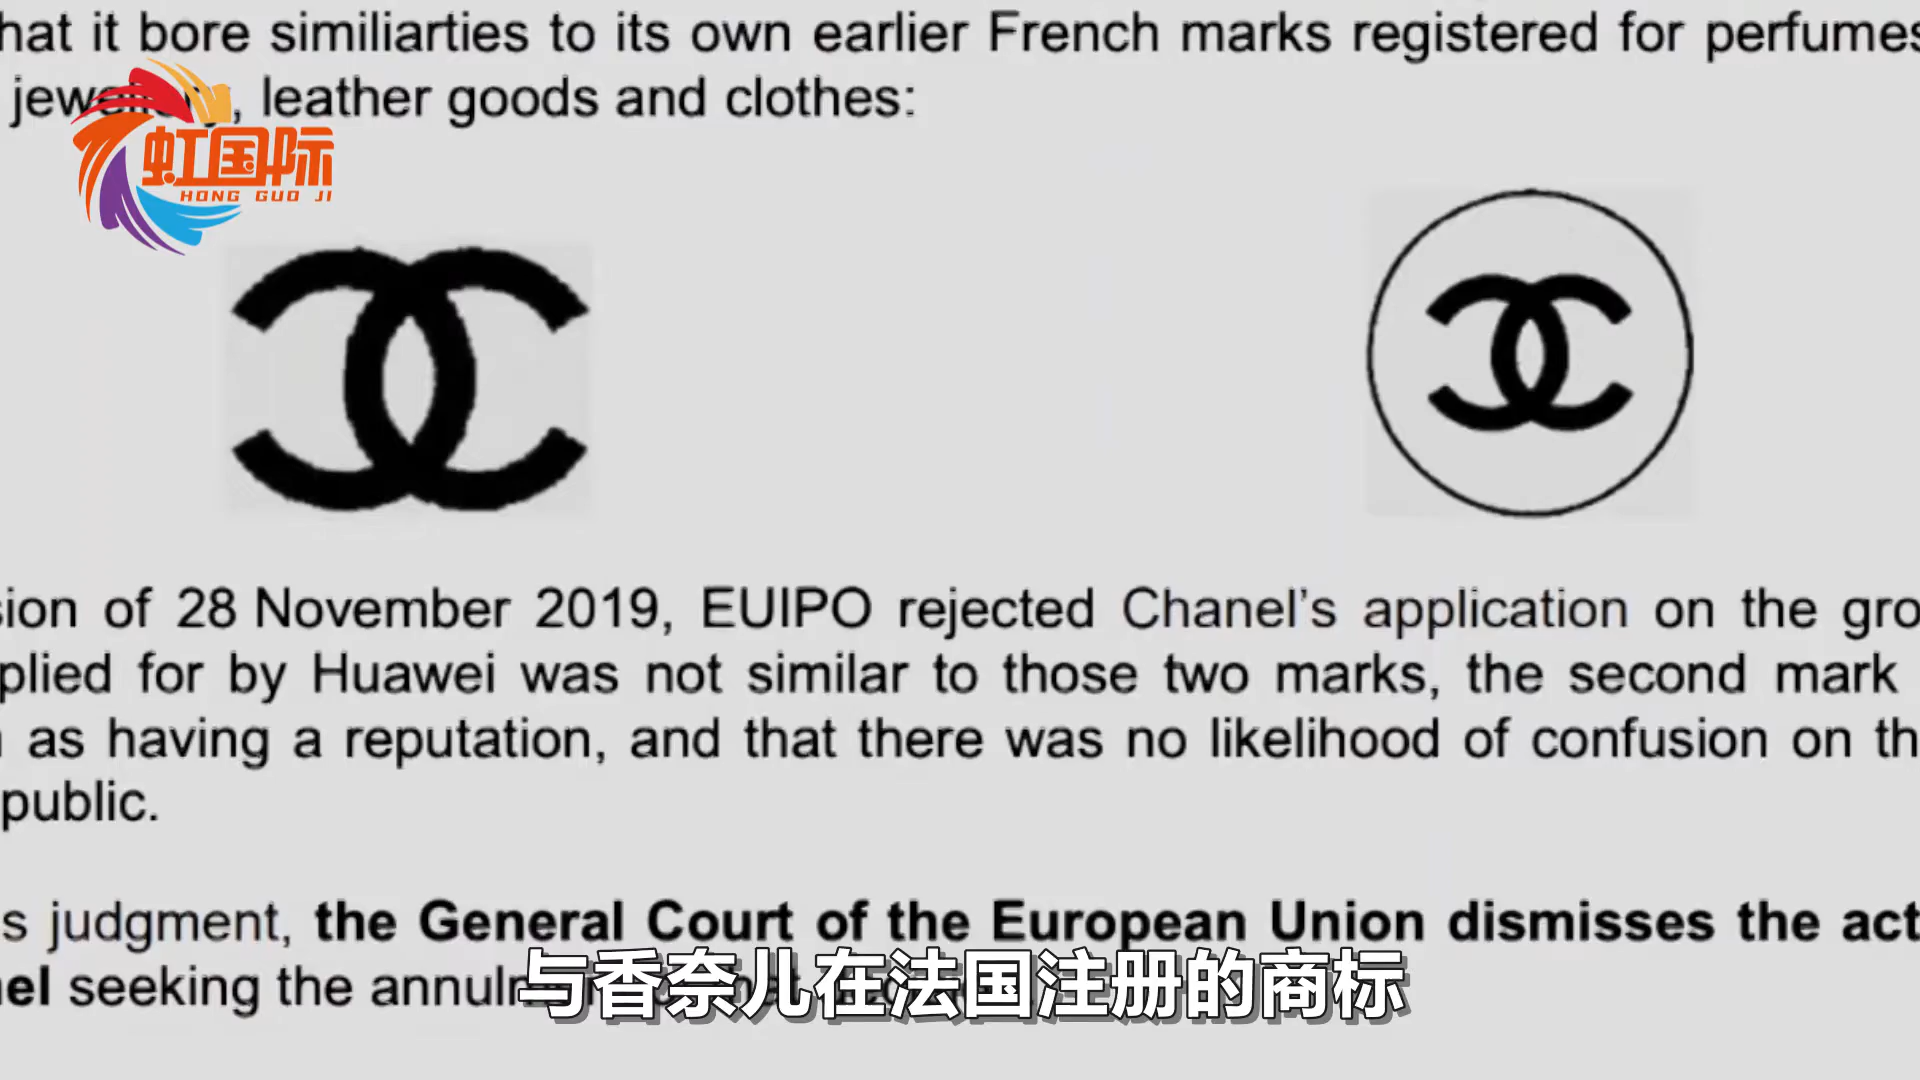 hat it bore similiarties to its own earlier French marks registered for perfumes
leather goods and clothes:
虹国际
HONG GUO JI
sion of 28 November 2019, EUIPO rejected Chanel's application on the gro
plied for by Huawei was not similar to those two marks, the second mark
as having a reputation, and that there was no likelihood of confusion on th
public.
s judgment, the General Court of the European Union dismisses the act
nel seeking the
与香奈儿在法国注册的商标